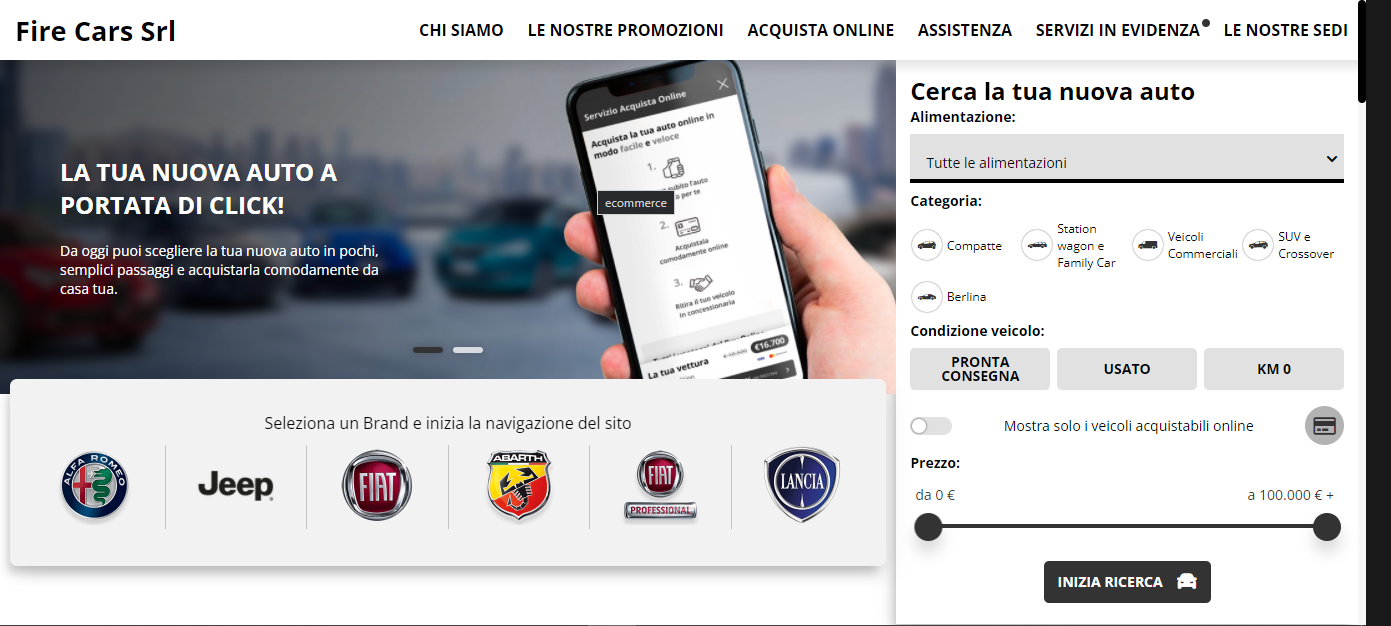 Fire Cars Srl
CHI SIAMO
LE NOSTRE PROMOZIONI
ACQUISTA ONLINE
ASSISTENZA
SERVIZI IN EVIDENZA
LE NOSTRE SEDI
LA TUA NUOVA AUTO A
PORTATA DI CLICK!
Da oggi puoi scegliere la tua nuova auto in pochi,
semplici passaggi e acquistarla comodamente da
casa tua.
Servizio Acquista Online
Acquista la tua auto online in
modo facile e veloce
1.
subito l'auto
per te
ecommerce
2.
Acquistala
comodamente online
3.
Ritira il tuo veicolo
in concessionaria
La tua vettura
€16.700
Seleziona un Brand e inizia la navigazione del sito
ALFA ROMEO
Jeep
FIAT
ABARTH
FIAT
PROFESSIONAL
LANCIA
Cerca la tua nuova auto
Alimentazione:
Tutte le alimentazioni
Categoria:
Compatte
Station
wagon e
Family Car
Veicoli
Commerciali
SUV e
Crossover
Berlina
Condizione veicolo:
PRONTA
CONSEGNA
USATO
KM 0
Mostra solo i veicoli acquistabili online
Prezzo:
da 0 €
a 100.000 € +
INIZIA RICERCA